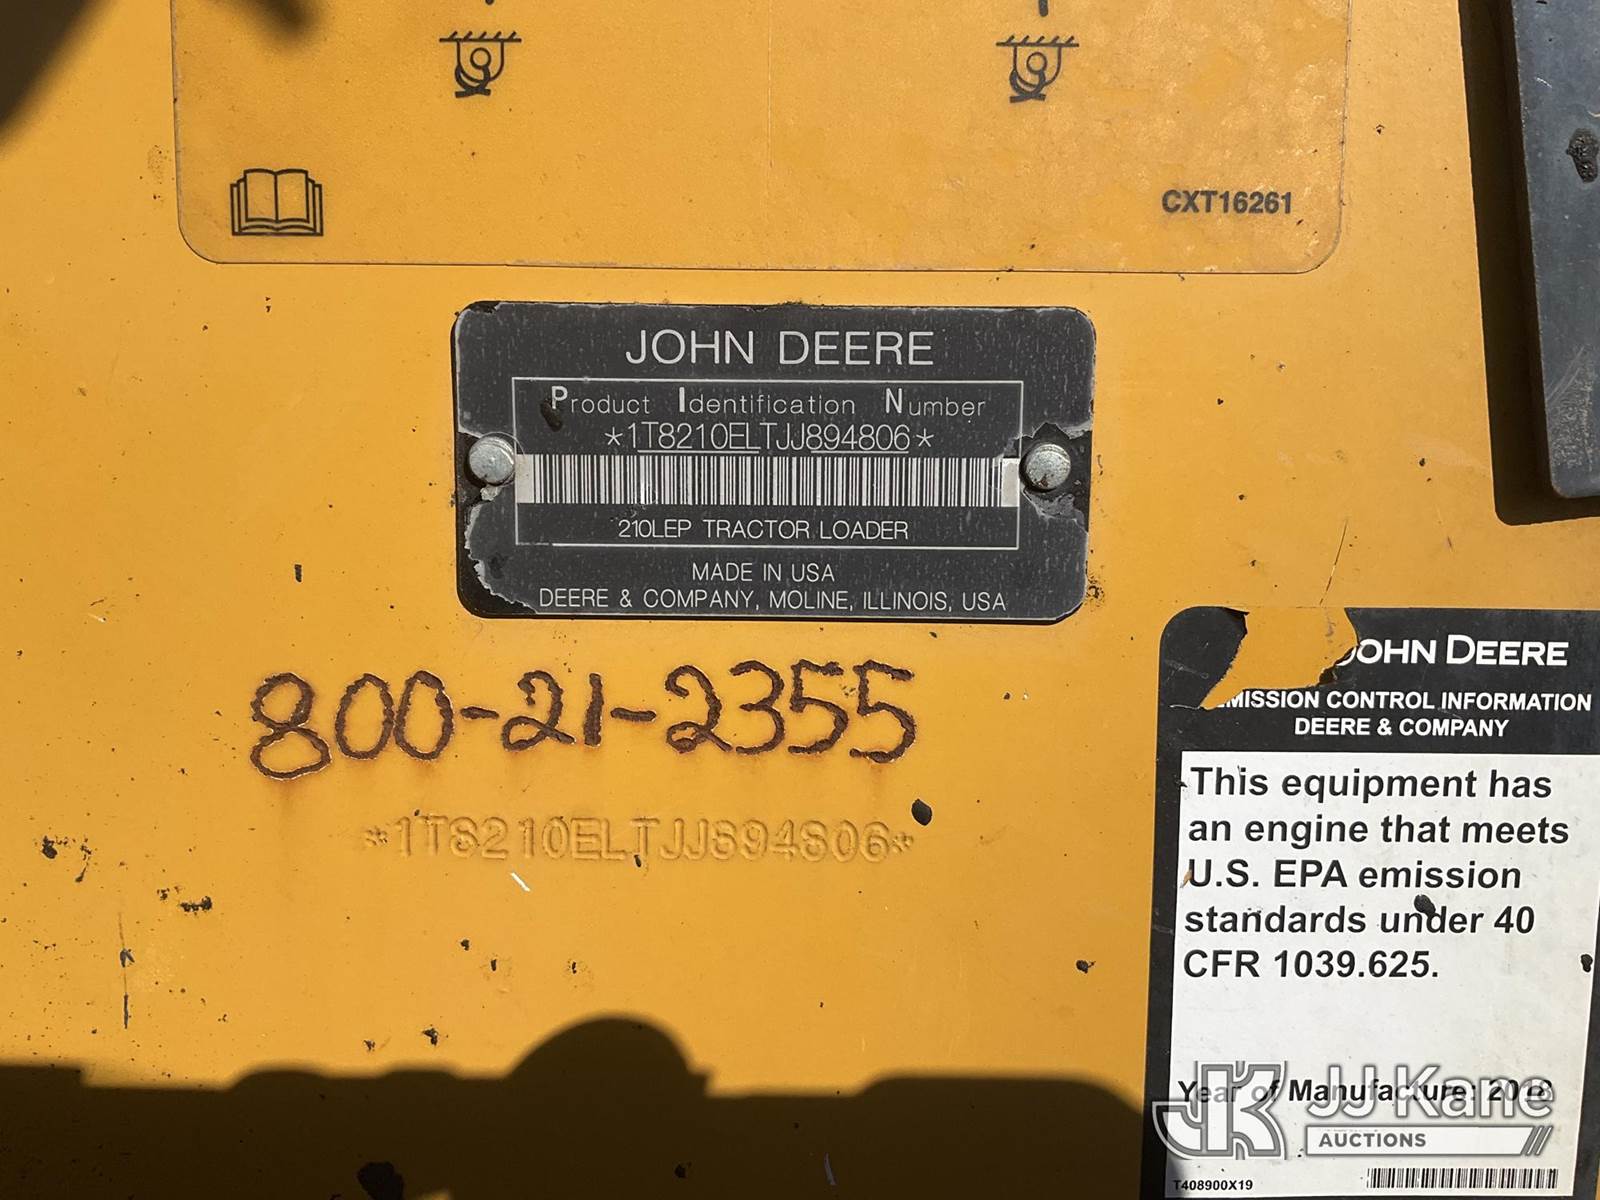 CXT16261
JOHN DEERE
Product Identification Number
*1T8210ELTJJ894806*
210LEP TRACTOR LOADER
MADE IN USA
DEERE & COMPANY, MOLINE, ILLINOIS, USA
800-21-2355
*1T8210ELTJJ894806*
OHN DEERE
MISSION CONTROL INFORMATION
DEERE & COMPANY
This equipment has
an engine that meets
U.S. EPA emission
standards under 40
CFR 1039.625.
Year of Manufacture: 2018
JJ Kane
AUCTIONS
T408900X19